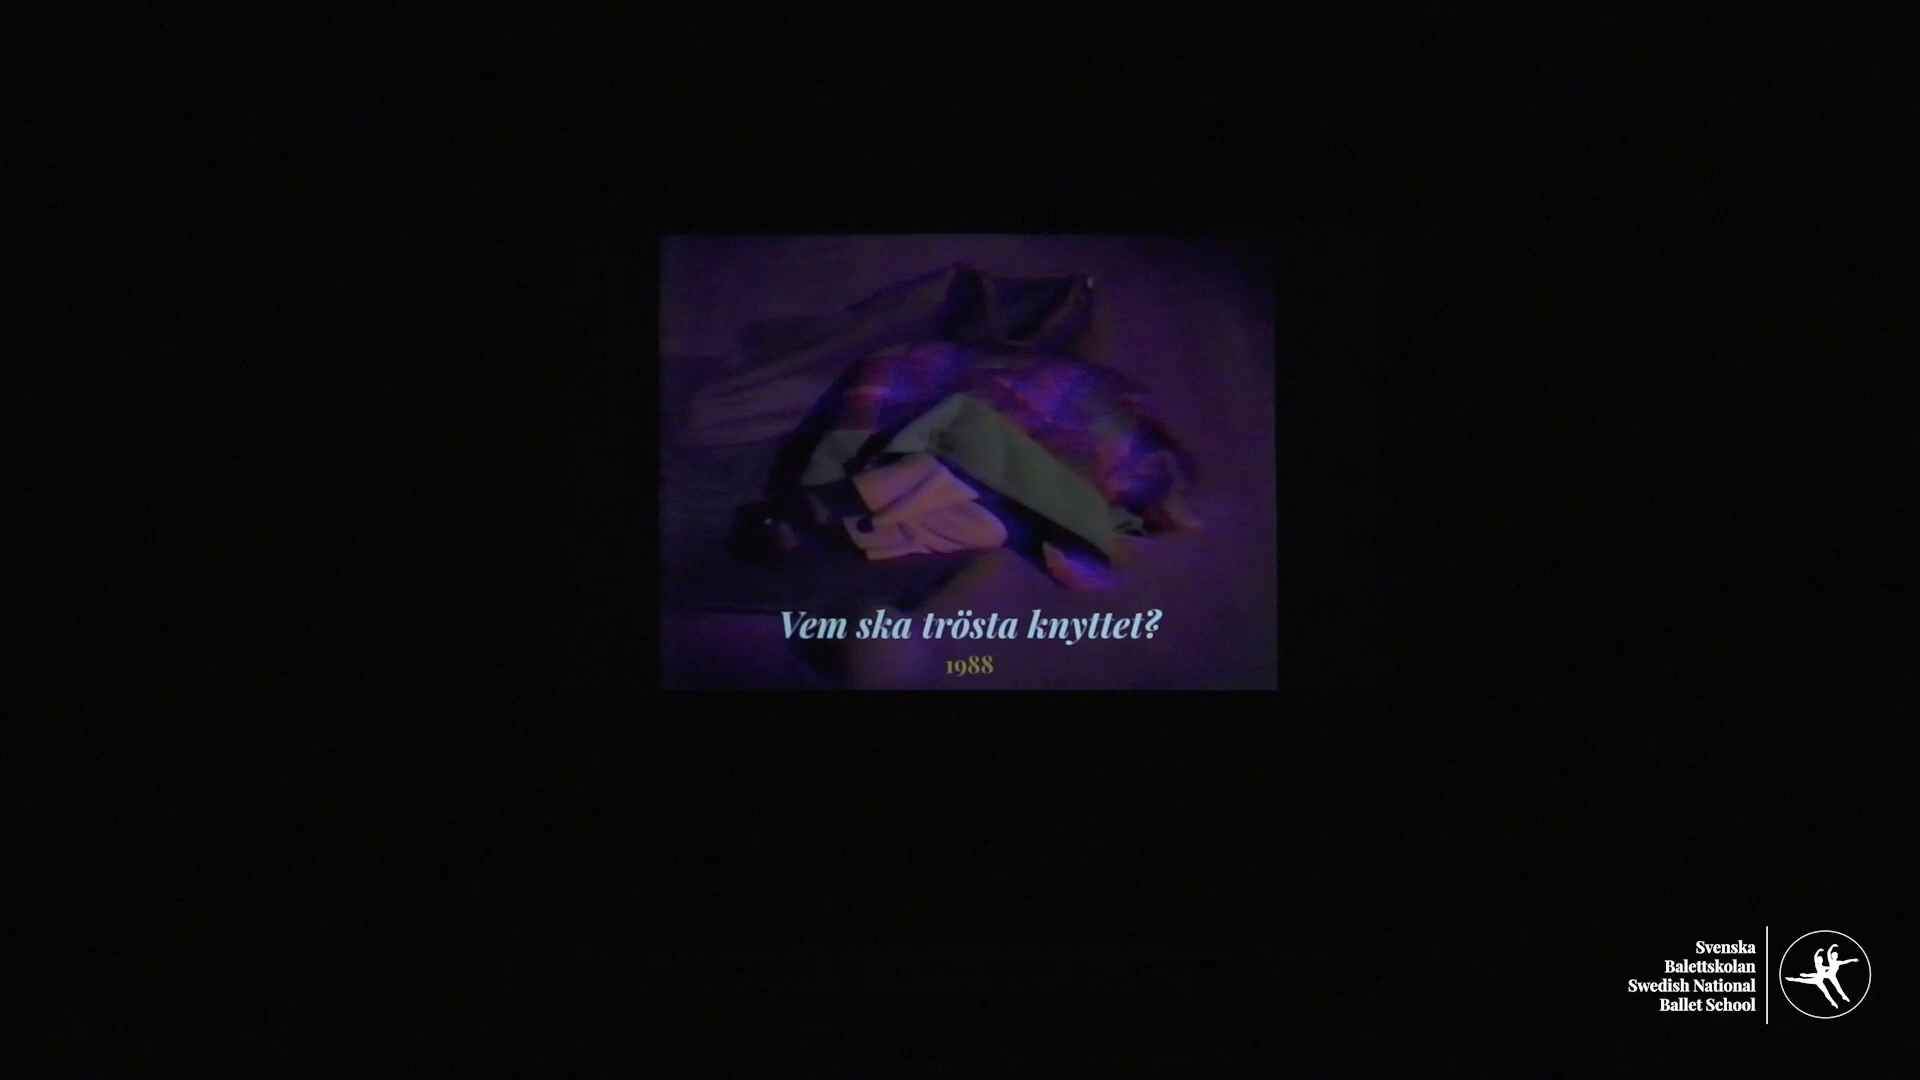 Vem ska trösta knyttet?
1988
Svenska
Balettskolan
Swedish National
Ballet School